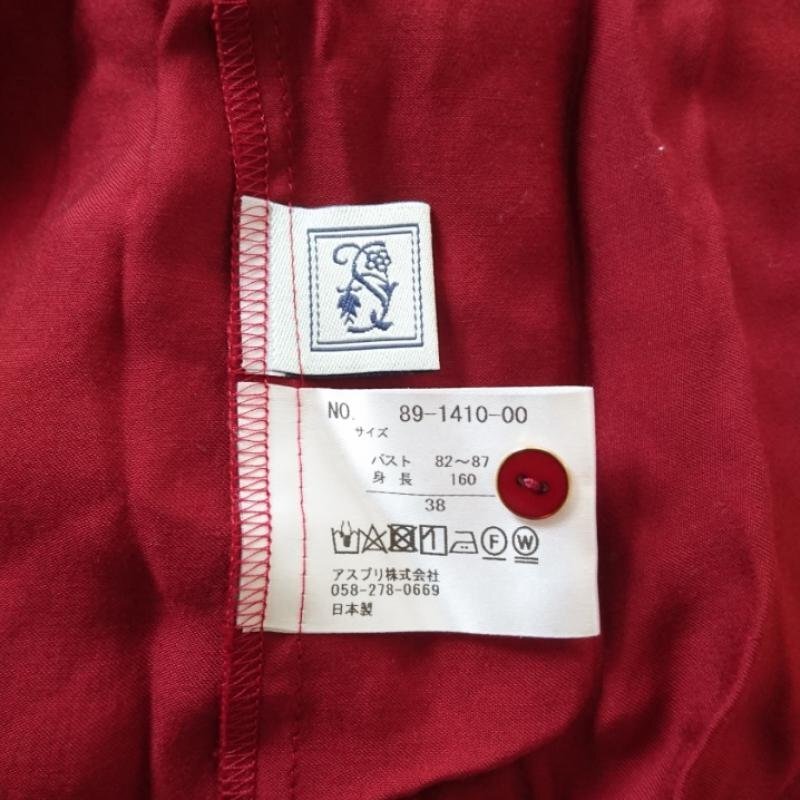 NO. 89-1410-00
サイズ
バスト 82～87
身長 160
38
アスプリ株式会社
058-278-0669
日本製